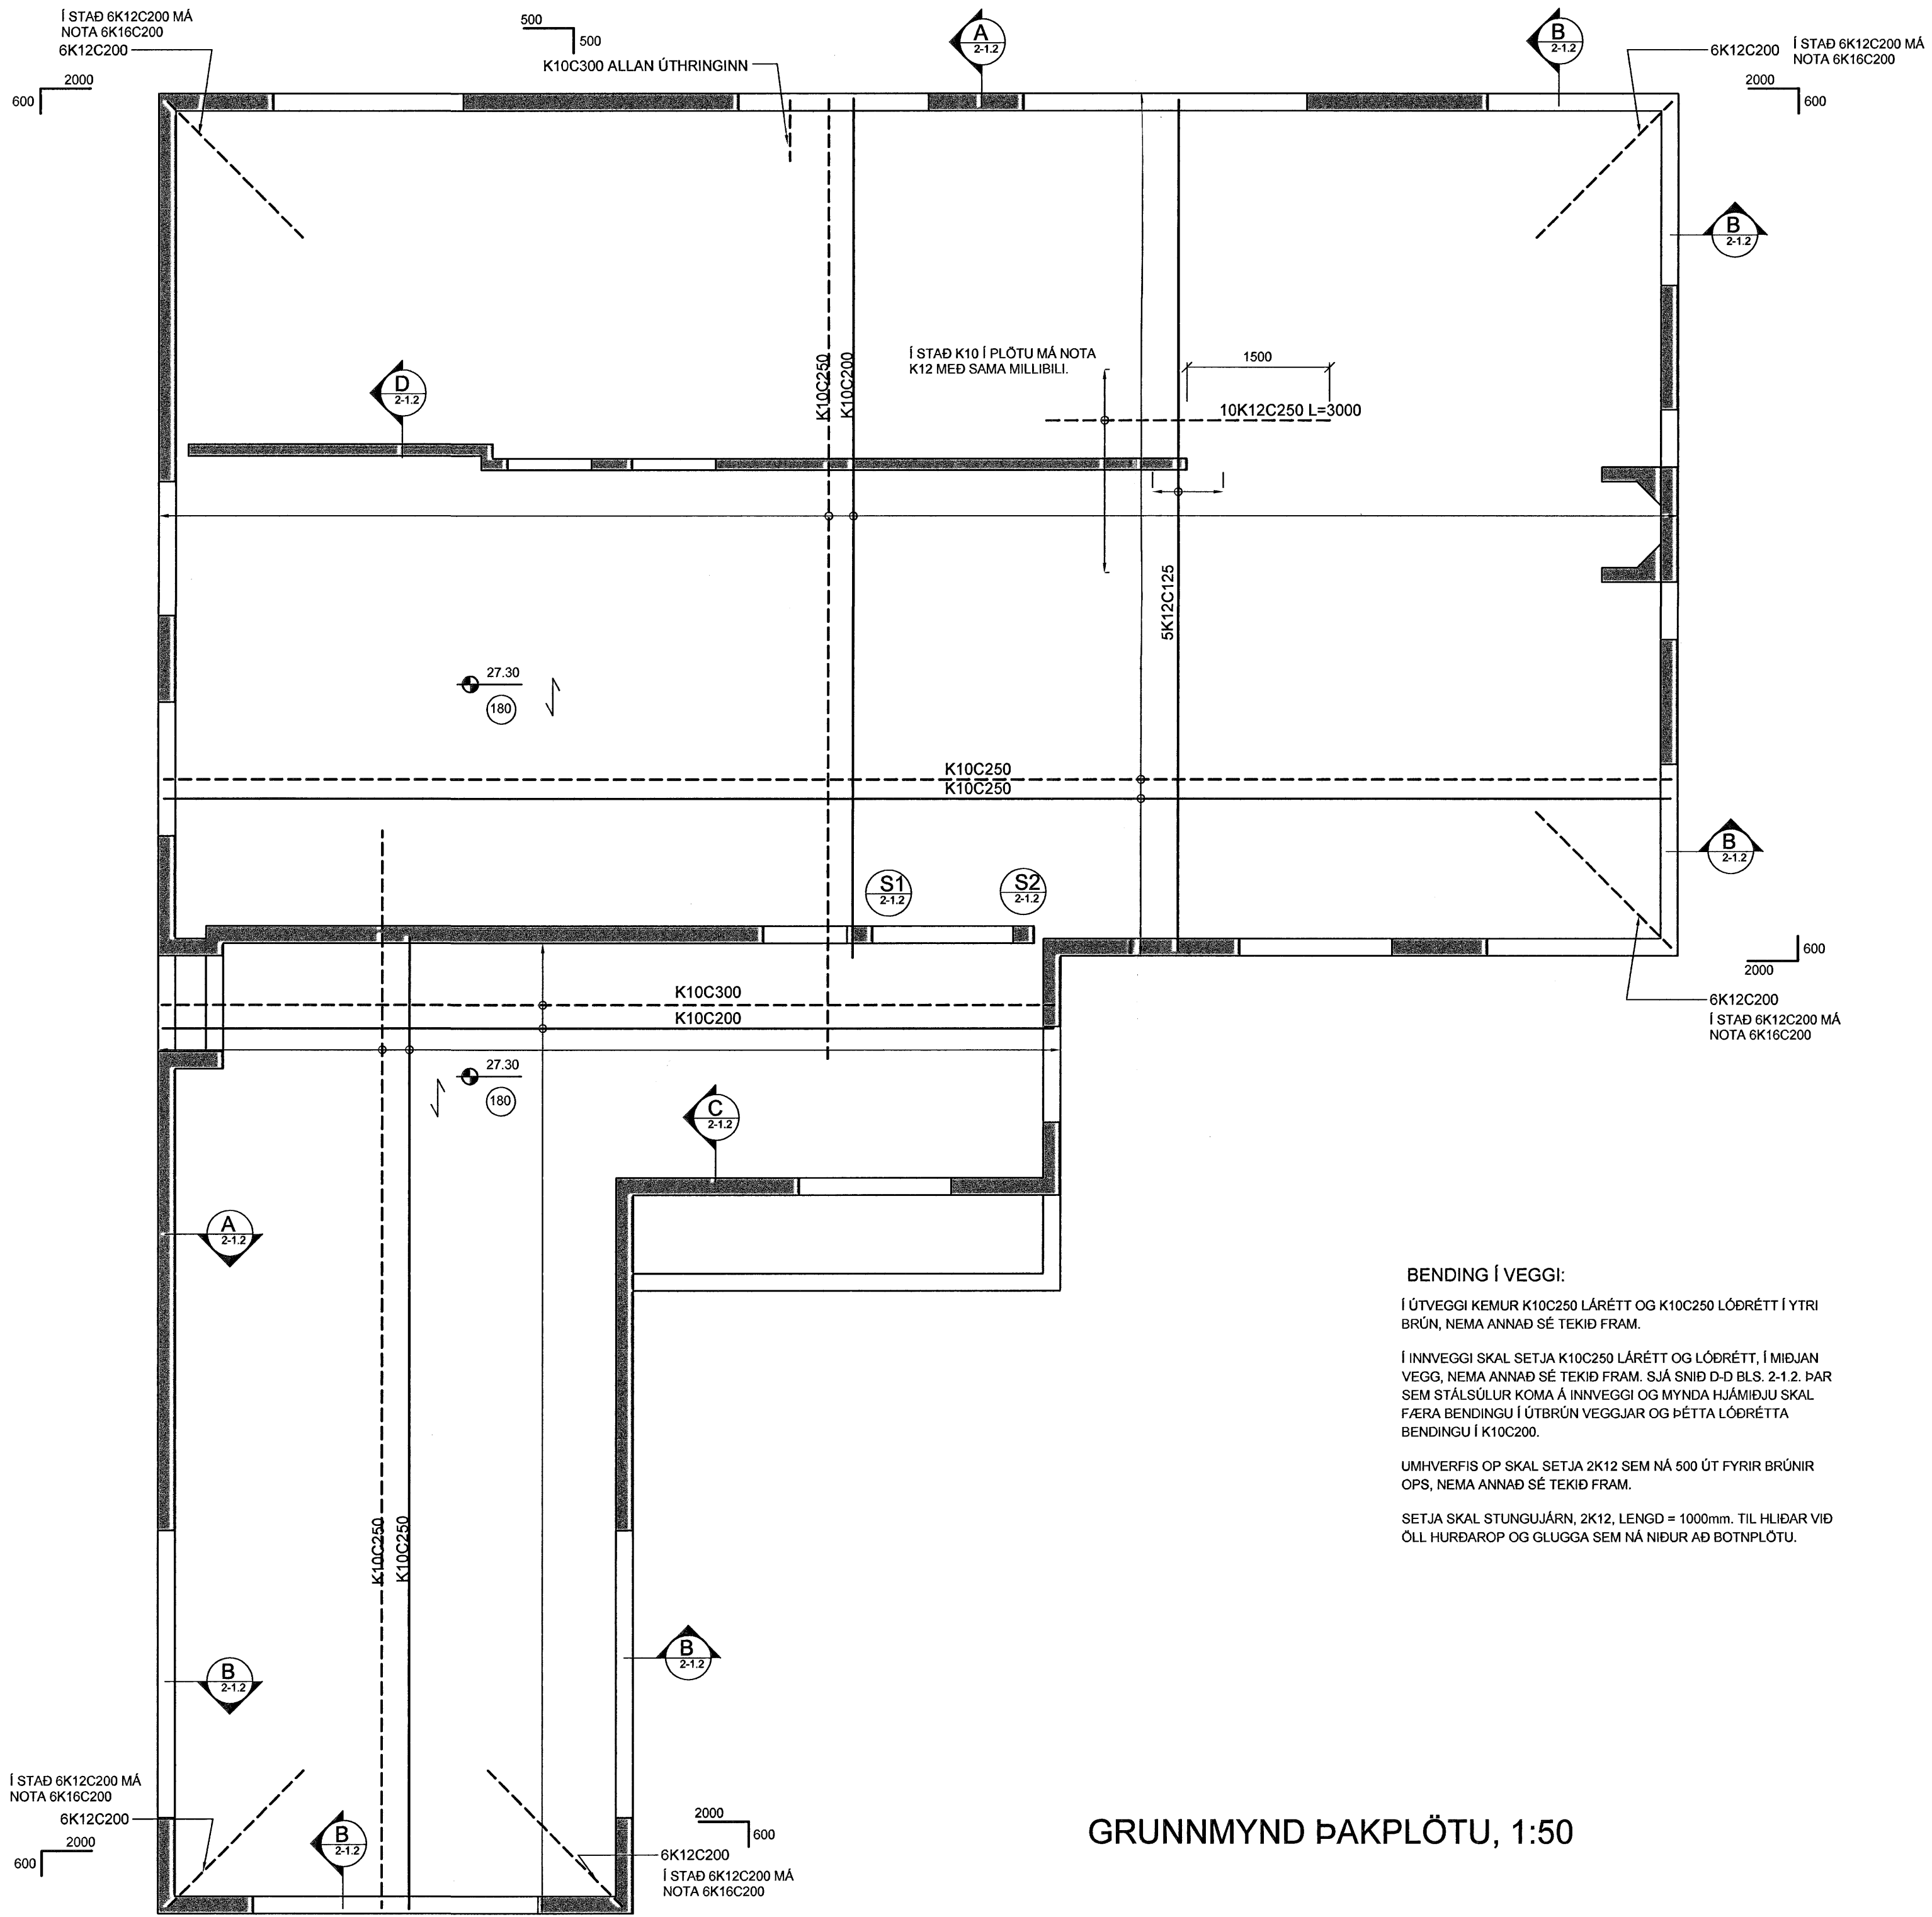 Í STAÐ 6K12C200 MÁ
NOTA 6K16C200
6K12C200
2000
600
500
500
K10C300 ALLAN ÚTHRINGINN
A
2-1.2
B
2-1.2
6K12C200
Í STAÐ 6K12C200 MÁ
NOTA 6K16C200
2000
600
B
2-1.2
D
2-1.2
K10C250
K10C200
Í STAÐ K10 Í PLÖTU MÁ NOTA
K12 MEÐ SAMA MILLIBILI.
1500
10K12C250 L=3000
5K12C125
27.30
180
K10C250
K10C250
B
2-1.2
S1
2-1.2
S2
2-1.2
600
2000
6K12C200
Í STAÐ 6K12C200 MÁ
NOTA 6K16C200
K10C300
K10C200
27.30
180
C
2-1.2
A
2-1.2
BENDING Í VEGGI:
Í ÚTVEGGI KEMUR K10C250 LÁRÉTT OG K10C250 LÓÐRÉTT Í YTRI
BRÚN, NEMA ANNAÐ SÉ TEKIÐ FRAM.
Í INNVEGGI SKAL SETJA K10C250 LÁRÉTT OG LÓÐRÉTT, Í MIÐJAN
VEGG, NEMA ANNAÐ SÉ TEKIÐ FRAM. SJÁ SNIÐ D-D BLS. 2-1.2. ÞAR
SEM STÁLSÚLUR KOMA Á INNVEGGI OG MYNDA HJÁMIÐJU SKAL
FÆRA BENDINGU Í ÚTBRÚN VEGGJAR OG ÞÉTTA LÓÐRÉTTA
BENDINGU Í K10C200.
UMHVERFIS OP SKAL SETJA 2K12 SEM NÁ 500 ÚT FYRIR BRÚNIR
OPS, NEMA ANNAÐ SÉ TEKIÐ FRAM.
SETJA SKAL STUNGUJÁRN, 2K12, LENGD = 1000mm. TIL HLIÐAR VIÐ
ÖLL HURÐAROP OG GLUGGA SEM NÁ NIÐUR AÐ BOTNPLÖTU.
K10C250
K10C250
B
2-1.2
B
2-1.2
Í STAÐ 6K12C200 MÁ
NOTA 6K16C200
6K12C200
2000
600
B
2-1.2
2000
600
6K12C200
Í STAÐ 6K12C200 MÁ
NOTA 6K16C200
GRUNNMYND ÞAKPLÖTU, 1:50